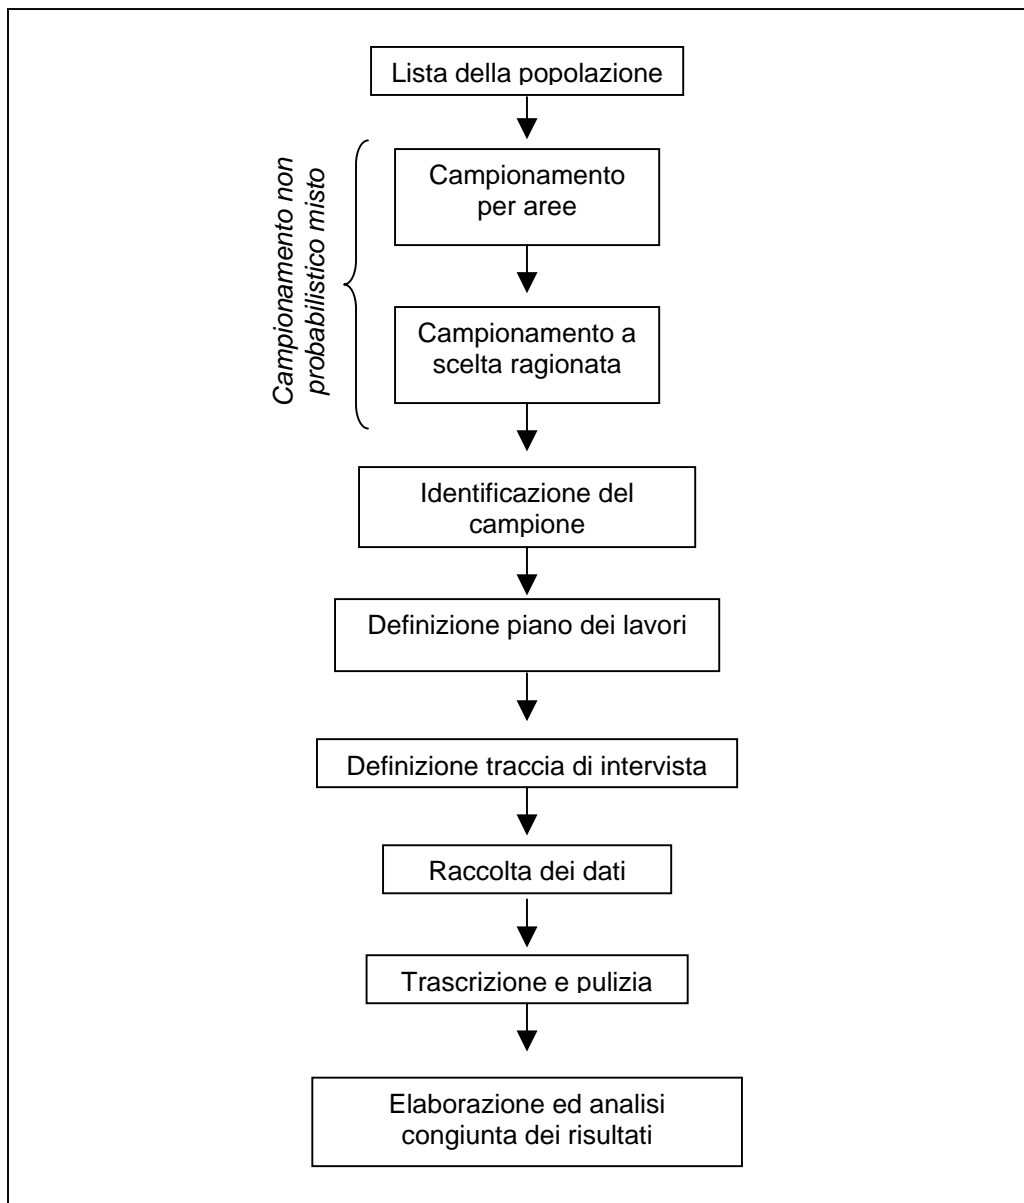 Lista della popolazione
Campionamento non
probabilistico misto
Campionamento
per aree
Campionamento a
scelta ragionata
Identificazione del
campione
Definizione piano dei lavori
Definizione traccia di intervista
Raccolta dei dati
Trascrizione e pulizia
Elaborazione ed analisi
congiunta dei risultati